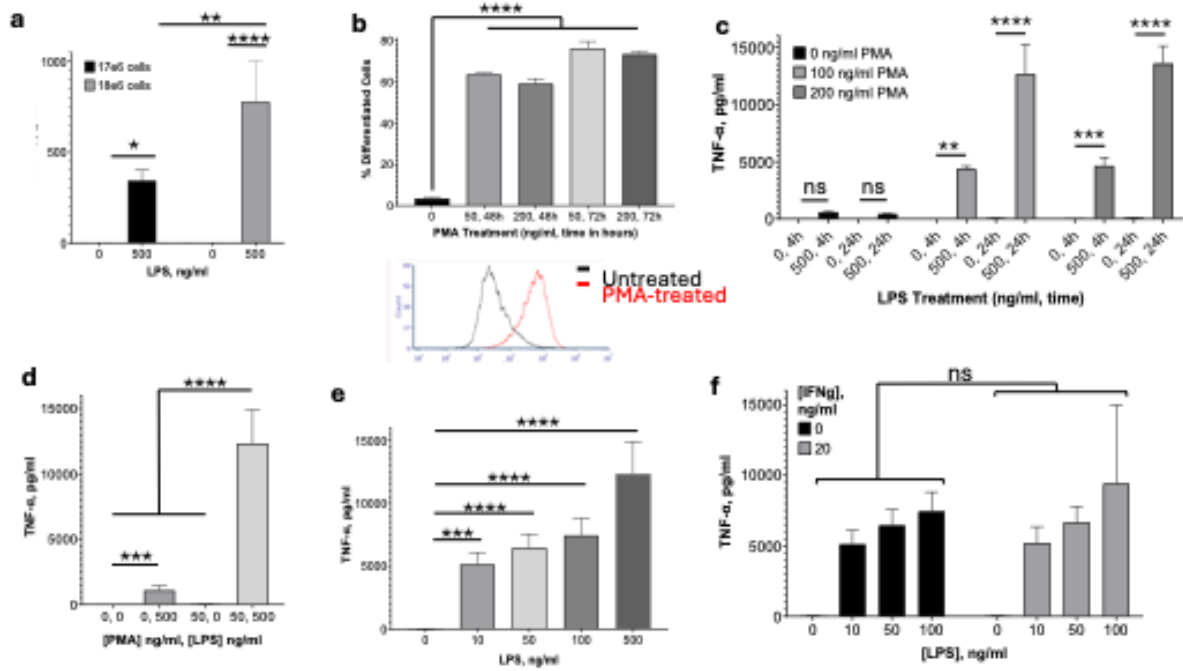 a
**
****
1000
17e6 cells
18e6 cells
*
500
0
0
500
0
500
LPS, ng/ml
b
****
80
60
40
20
0
% Differentiated Cells
0
50, 48h
200, 48h
50, 72h
200, 72h
PMA Treatment (ng/ml, time in hours)
Untreated
PMA-treated
Count
c
0 ng/ml PMA
100 ng/ml PMA
200 ng/ml PMA
15000
10000
5000
0
TNF-α, pg/ml
ns
ns
**
****
***
****
0, 4h
500, 4h
0, 24h
500, 24h
0, 4h
500, 4h
0, 24h
500, 24h
0, 4h
500, 4h
0, 24h
500, 24h
LPS Treatment (ng/ml, time)
d
****
15000
10000
5000
0
TNF-α, pg/ml
***
0, 0
0, 500
50, 0
50, 500
[PMA] ng/ml, [LPS] ng/ml
e
****
****
****
***
15000
10000
5000
0
TNF-α, pg/ml
0
10
50
100
500
LPS, ng/ml
f
ns
[IFNg],
ng/ml
0
20
15000
10000
5000
0
TNF-α, pg/ml
0
10
50
100
0
10
50
100
[LPS], ng/ml